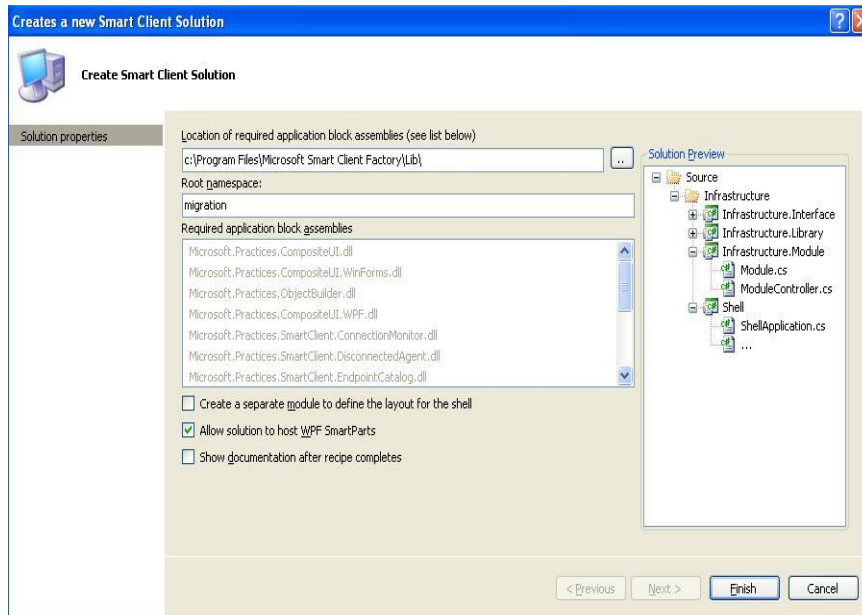 Creates a new Smart Client Solution
Create Smart Client Solution
Solution properties
Location of required application block assemblies (see list below)
c:\Program Files\Microsoft Smart Client Factory\Lib\
..
Root namespace:
migration
Required application block assemblies
Microsoft.Practices.CompositeUI.dll
Microsoft.Practices.CompositeUI.WinForms.dll
Microsoft.Practices.ObjectBuilder.dll
Microsoft.Practices.CompositeUI.WPF.dll
Microsoft.Practices.SmartClient.ConnectionMonitor.dll
Microsoft.Practices.SmartClient.DisconnectedAgent.dll
Microsoft.Practices.SmartClient.EndpointCatalog.dll
Create a separate module to define the layout for the shell
Allow solution to host WPF SmartParts
Show documentation after recipe completes
Solution Preview
Source
Infrastructure
Infrastructure.Interface
Infrastructure.Library
Infrastructure.Module
Module.cs
ModuleController.cs
Shell
ShellApplication.cs
...
< Previous
Next >
Finish
Cancel